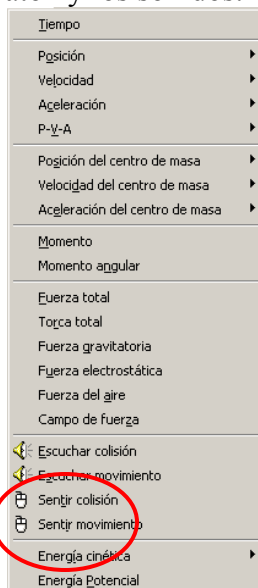 Tiempo
Posición
Velocidad
Aceleración
P-V-A
Posición del centro de masa
Velocidad del centro de masa
Aceleración del centro de masa
Momento
Momento angular
Fuerza total
Torca total
Fuerza gravitatoria
Fuerza electrostática
Fuerza del aire
Campo de fuerza
Escuchar colisión
Escuchar movimiento
Sentir colisión
Sentir movimiento
Energía cinética
Energía Potencial